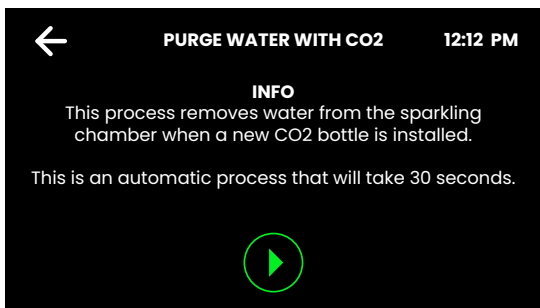 PURGE WATER WITH CO2 12:12 PM
INFO
This process removes water from the sparkling
chamber when a new CO2 bottle is installed.
This is an automatic process that will take 30 seconds.